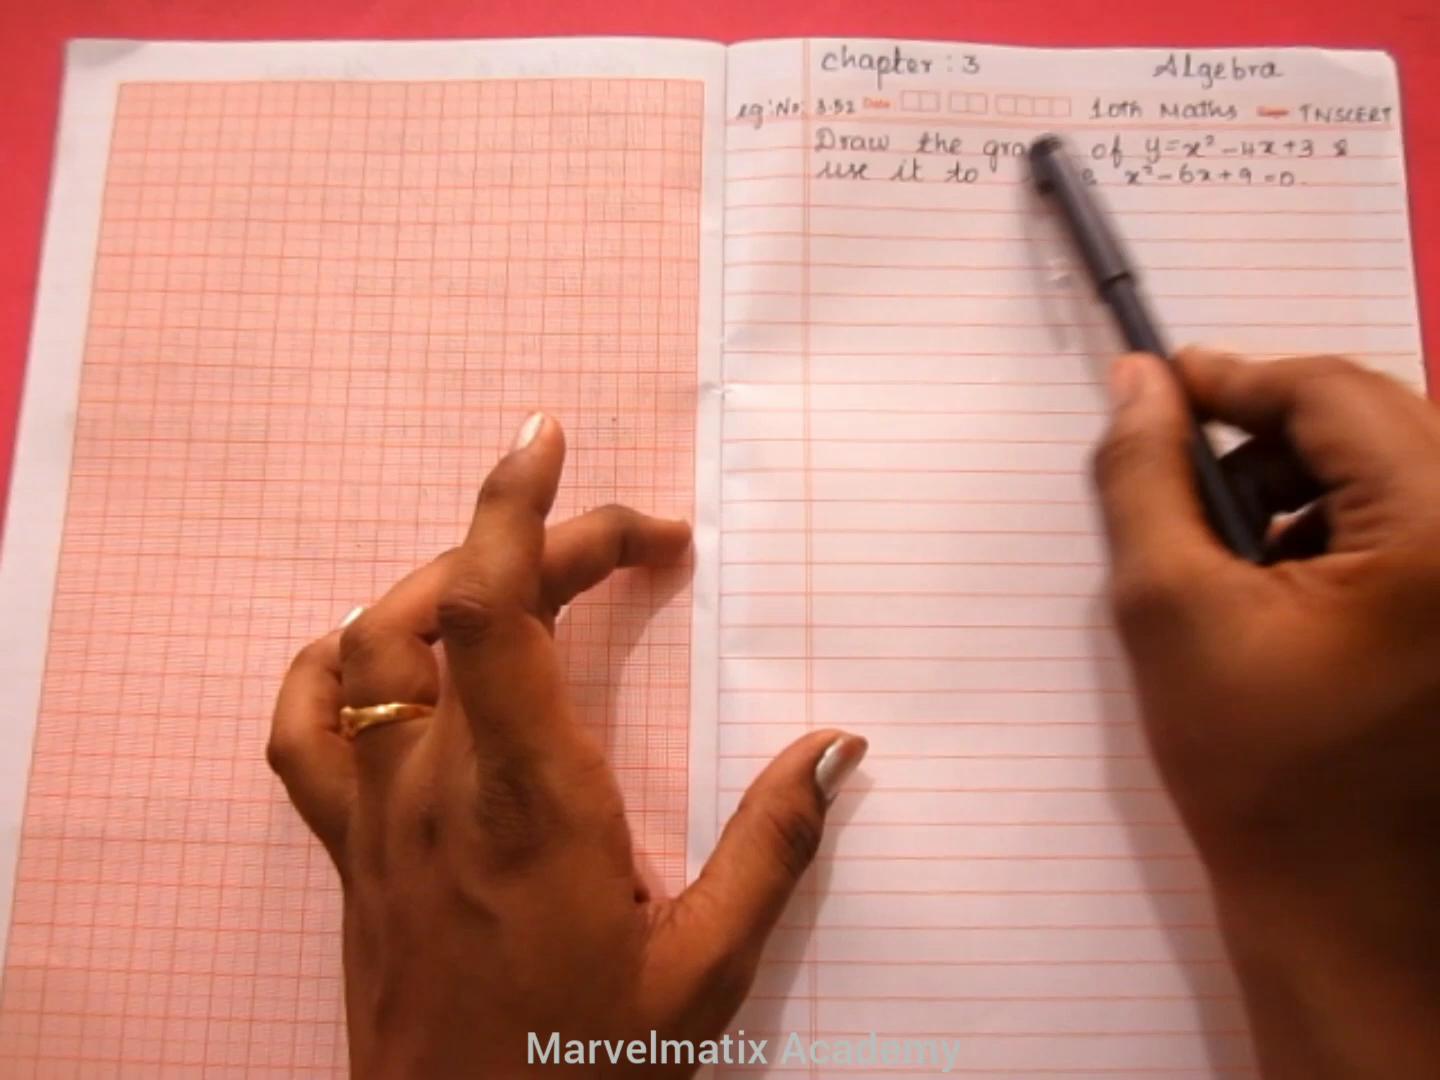 chapter : 3 Algebra
eg: No: 3.52 Date 10th Maths TNSCERT
Draw the of y=x² -4x+3 &
use it to x² - 6x + 9 = 0.
Marvelmatix Academy